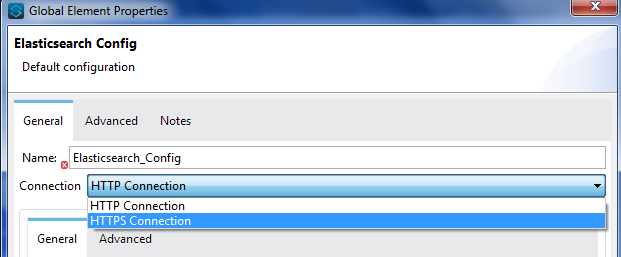 Global Element Properties
Elasticsearch Config
Default configuration
General Advanced Notes
Name: Elasticsearch_Config
Connection HTTP Connection
HTTP Connection
HTTPS Connection
General Advanced